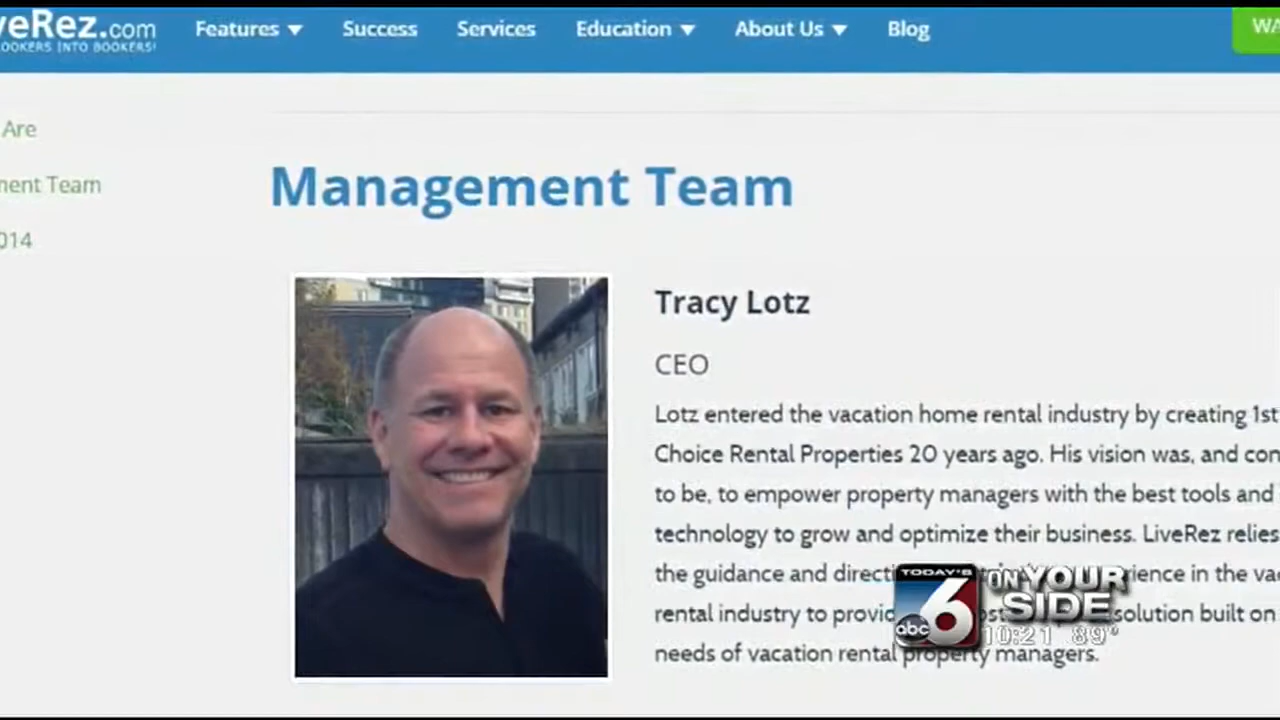 veRez.com
OOKERS INTO BOOKERS!
Features
Success
Services
Education
About Us
Blog
WA
Are
ment Team
014
Management Team
Tracy Lotz
CEO
Lotz entered the vacation home rental industry by creating 1st
Choice Rental Properties 20 years ago. His vision was, and con
to be, to empower property managers with the best tools and
technology to grow and optimize their business. LiveRez relies
the guidance and directi rience in the vac
rental industry to provid ost solution built on
needs of vacation rental property managers.
TODAY'S
abc 6
ON YOUR
SIDE
10:21 89°